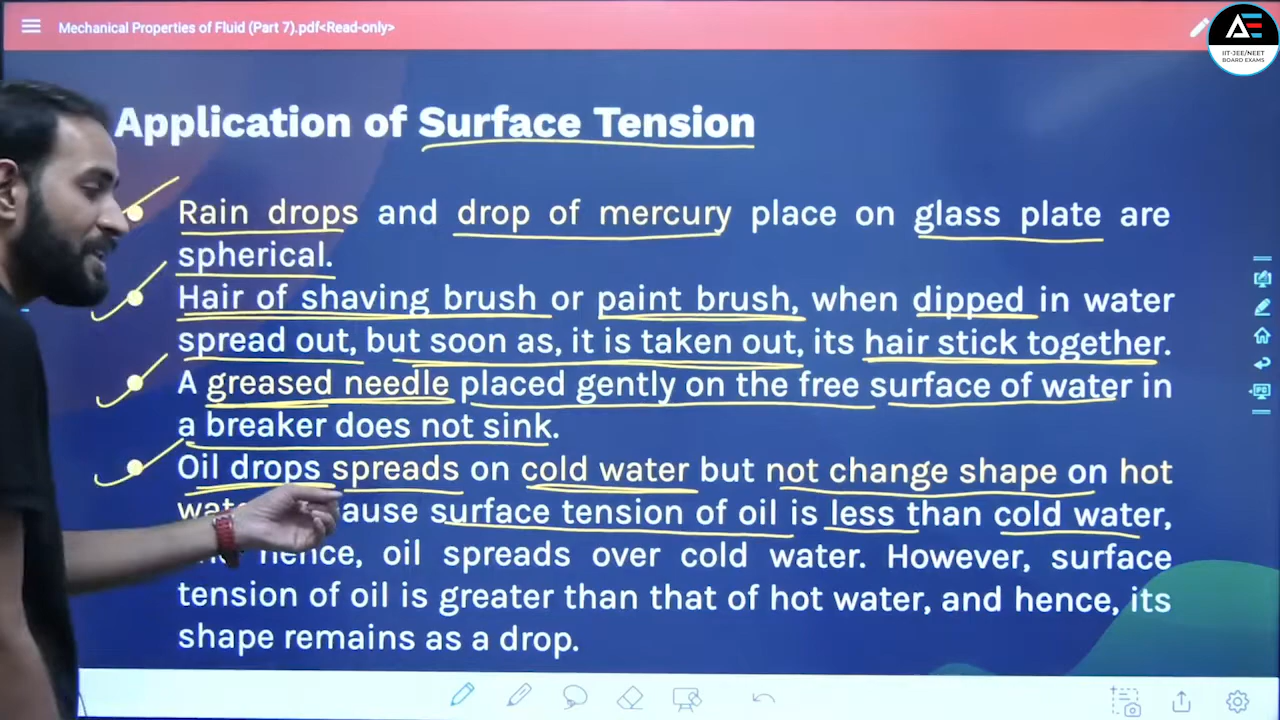 Mechanical Properties of Fluid (Part 7).pdf<Read-only>
IIT-JEE/NEET
BOARD EXAMS
Application of Surface Tension
Rain drops and drop of mercury place on glass plate are
spherical.
Hair of shaving brush or paint brush, when dipped in water
spread out, but soon as, it is taken out, its hair stick together.
A greased needle placed gently on the free surface of water in
a breaker does not sink.
Oil drops spreads on cold water but not change shape on hot
surface tension of oil is less than cold water,
hence, oil spreads over cold water. However, surface
tension of oil is greater than that of hot water, and hence, its
shape remains as a drop.